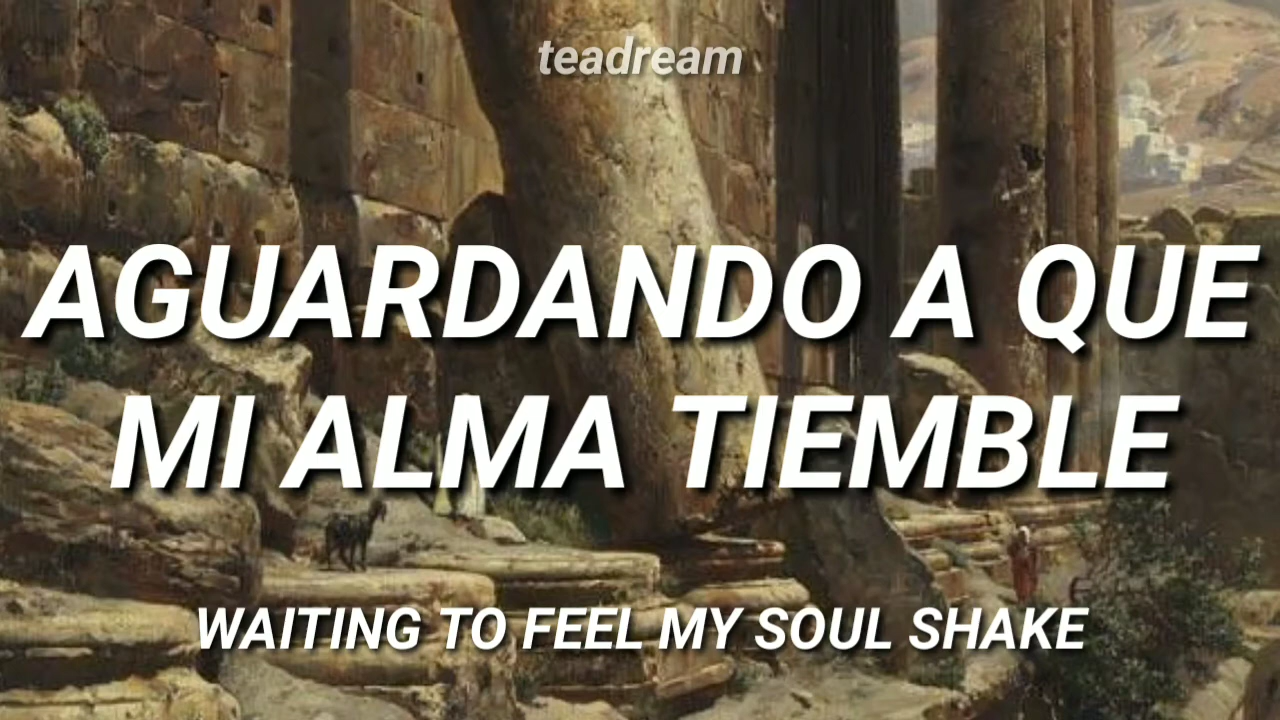 teadream
AGUARDANDO A QUE
MI ALMA TIEMBLE
WAITING TO FEEL MY SOUL SHAKE